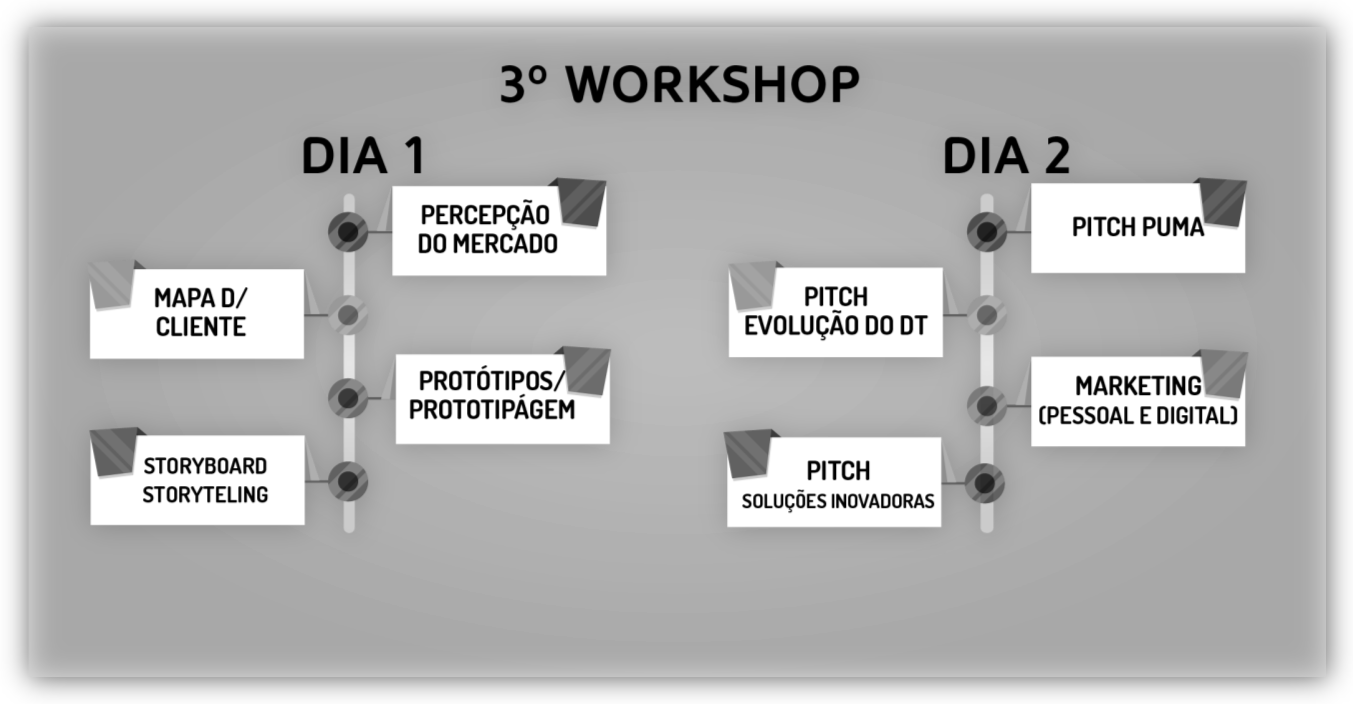 3º WORKSHOP
DIA 1
PERCEPÇÃO
DO MERCADO
MAPA D/
CLIENTE
PROTÓTIPOS/
PROTOTIPÁGEM
STORYBOARD
STORYTELING
DIA 2
PITCH PUMA
PITCH
EVOLUÇÃO DO DT
MARKETING
(PESSOAL E DIGITAL)
PITCH
SOLUÇÕES INOVADORAS